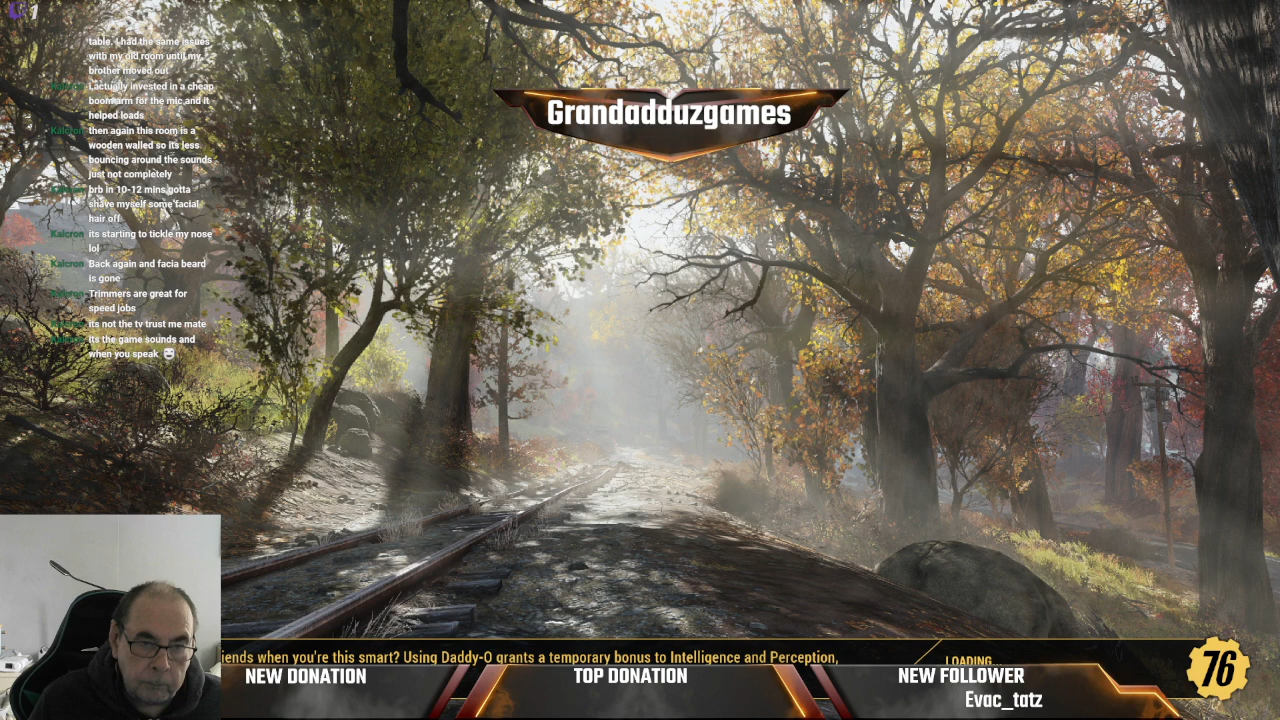 table. I had the same issues
with my old room until my
brother moved out
I actually invested in a cheap
boomarm for the mic and it
helped loads
Kalcron then again this room is a
wooden walled so its less
bouncing around the sounds
just not completely
brb in 10-12 mins gotta
shave myself some facial
hair off
Kalcron its starting to tickle my nose
lol
Kalcron Back again and facia beard
is gone
Trimmers are great for
speed jobs
its not the tv trust me mate
its the game sounds and
when you speak
Grandadduzgames
iends when you're this smart? Using Daddy-O grants a temporary bonus to Intelligence and Perception,
LOADING...
76
NEW DONATION
TOP DONATION
NEW FOLLOWER
Evac_tatz